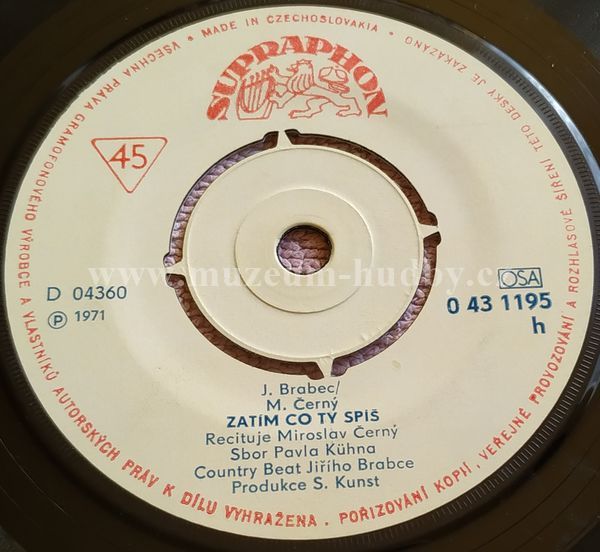 • MADE IN CZECHOSLOVAKIA •
SUPRAPHON
45
www.muzeum-hudby.c
OSA
D 04360
℗ 1971
0 43 1195
h
J. Brabec/
M. Černý
ZATÍM CO TY SPÍŠ
Recituje Miroslav Černý
Sbor Pavla Kühna
Country Beat Jiřího Brabce
Produkce S. Kunst
VŠECHNA PRÁVA GRAMOFONOVÉHO VÝROBCE A VLASTNÍKŮ AUTORSKÝCH PRÁV K DÍLU VYHRAŽENA. POŘIZOVÁNÍ KOPIÍ, VEŘEJNÉ PROVOZOVÁNÍ A ROZHLASOVÉ ŠÍŘENÍ TÉTO DESKY JE ZAKÁZÁNO